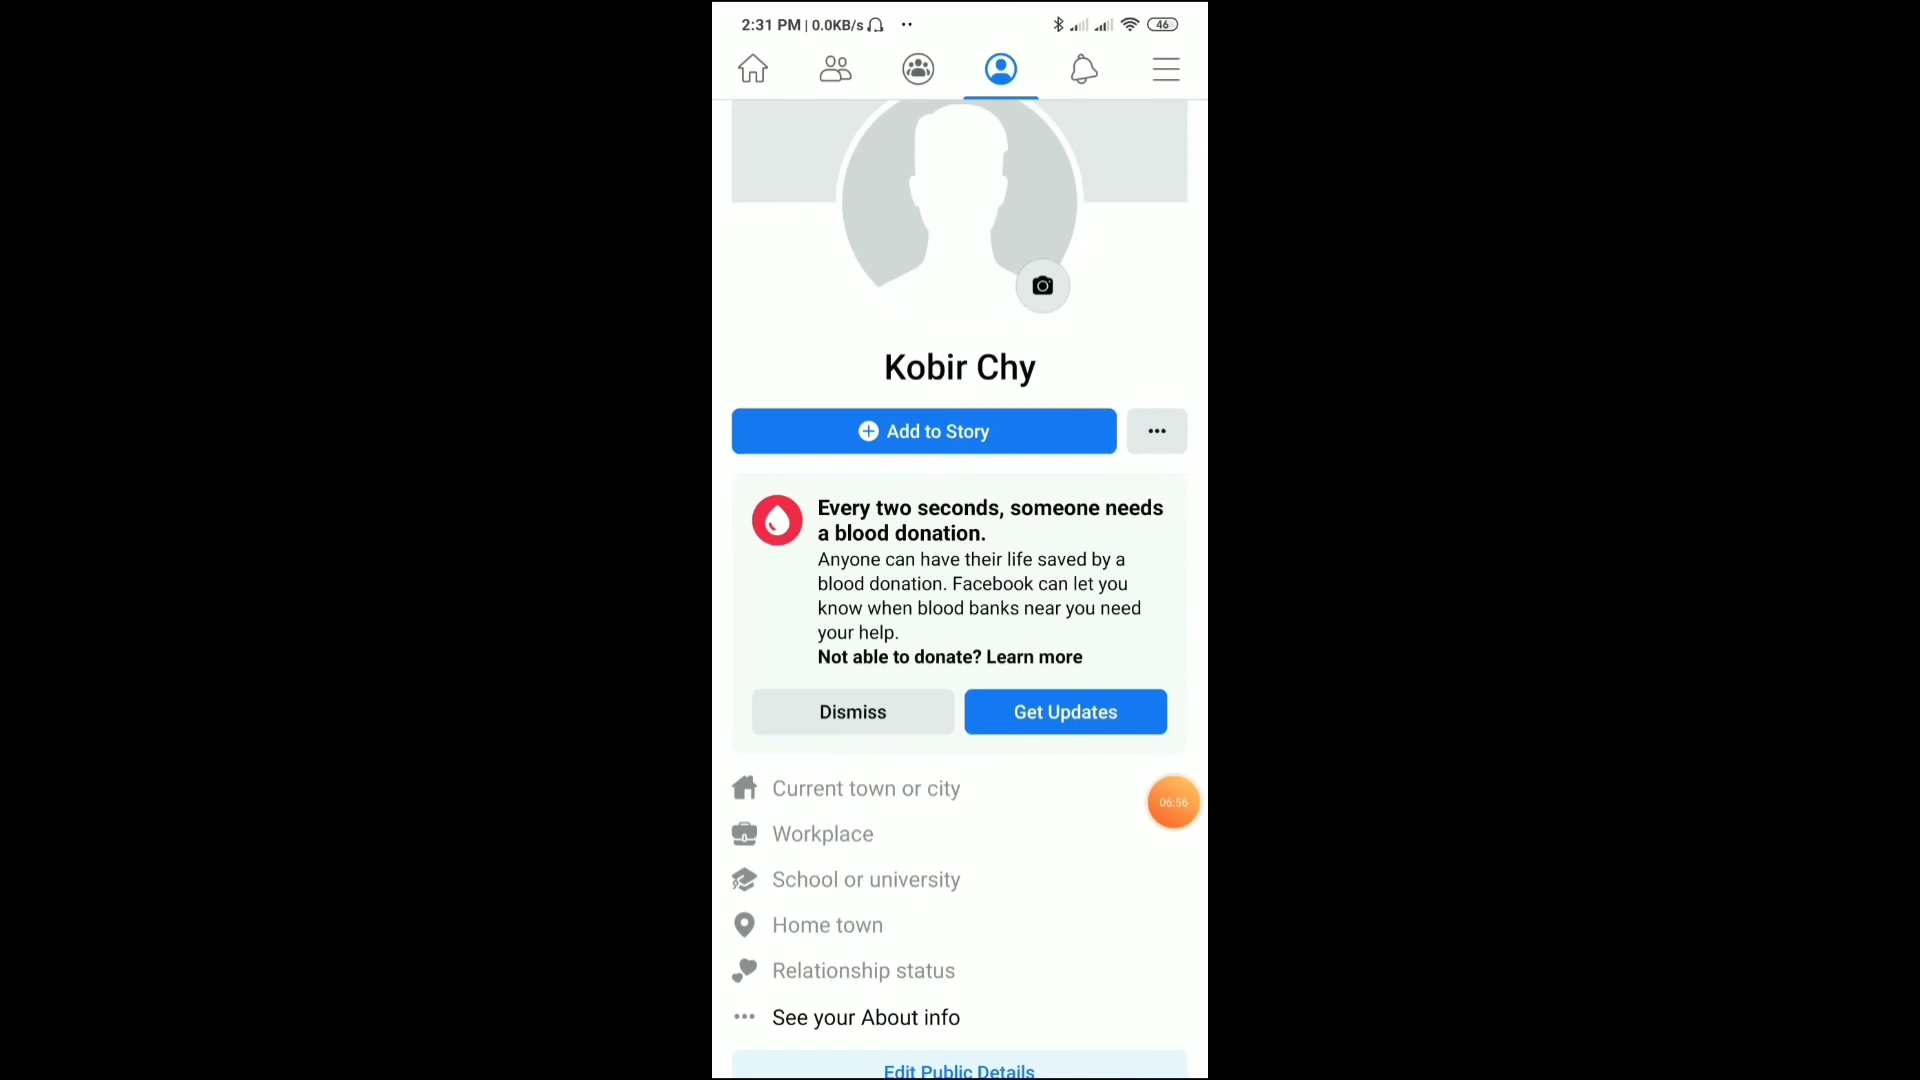 2:31 PM | 0.0KB/s
46
Kobir Chy
Add to Story
Every two seconds, someone needs
a blood donation.
Anyone can have their life saved by a
blood donation. Facebook can let you
know when blood banks near you need
your help.
Not able to donate? Learn more
Dismiss
Get Updates
Current town or city
06:56
Workplace
School or university
Home town
Relationship status
See your About info
Edit Public Details